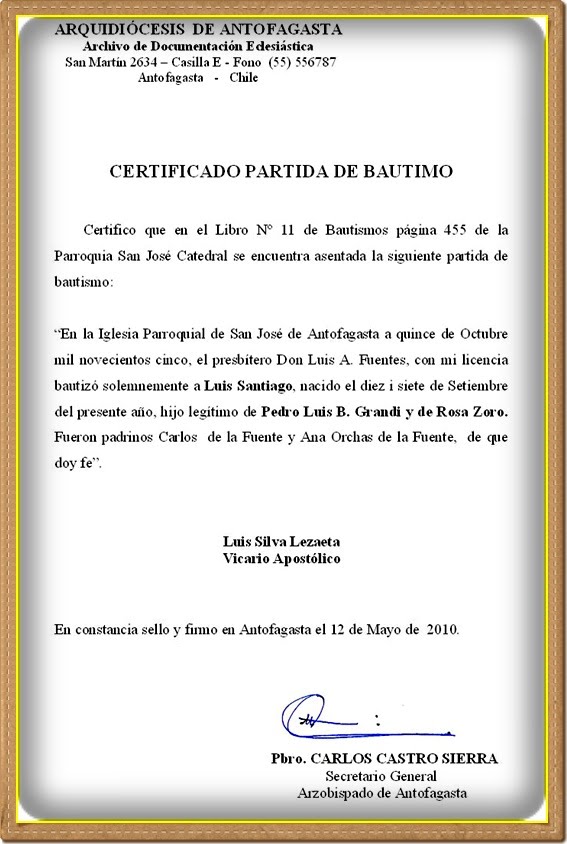 ARQUIDIÓCESIS DE ANTOFAGASTA
Archivo de Documentación Eclesiástica
San Martín 2634 – Casilla E - Fono (55) 556787
Antofagasta - Chile
CERTIFICADO PARTIDA DE BAUTIMO
Certifico que en el Libro Nº 11 de Bautismos página 455 de la
Parroquia San José Catedral se encuentra asentada la siguiente partida de
bautismo:
“En la Iglesia Parroquial de San José de Antofagasta a quince de Octubre
mil novecientos cinco, el presbitero Don Luis A. Fuentes, con mi licencia
bautizó solemnemente a Luis Santiago, nacido el diez i siete de Setiembre
del presente año, hijo legítimo de Pedro Luis B. Grandi y de Rosa Zoro.
Fueron padrinos Carlos de la Fuente y Ana Orchas de la Fuente, de que
doy fe”.
Luis Silva Lezaeta
Vicario Apostólico
En constancia sello y firmo en Antofagasta el 12 de Mayo de 2010.
Pbro. CARLOS CASTRO SIERRA
Secretario General
Arzobispado de Antofagasta